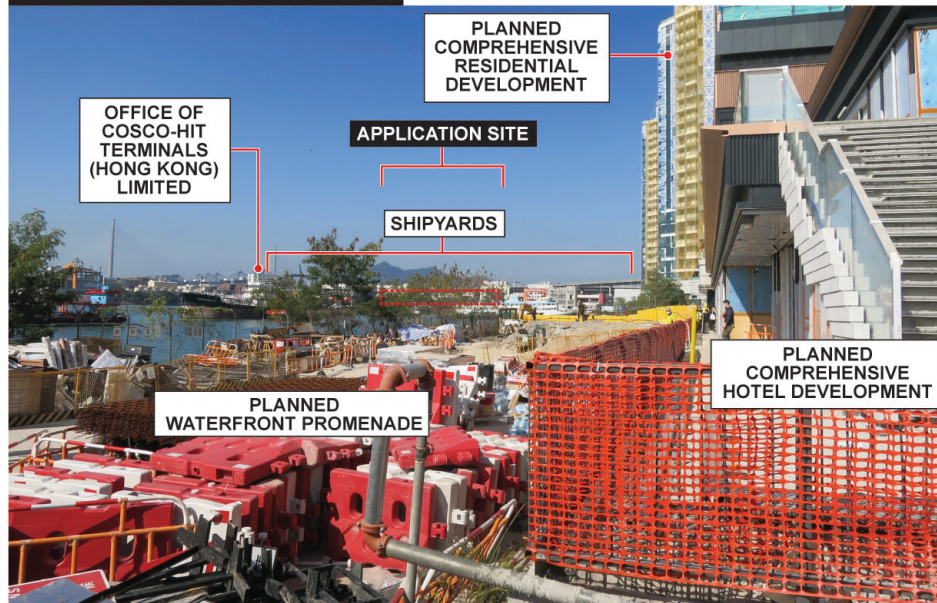 PLANNED
COMPREHENSIVE
RESIDENTIAL
DEVELOPMENT
OFFICE OF
COSCO-HIT
TERMINALS
(HONG KONG)
LIMITED
APPLICATION SITE
SHIPYARDS
PLANNED
COMPREHENSIVE
HOTEL DEVELOPMENT
PLANNED
WATERFRONT PROMENADE